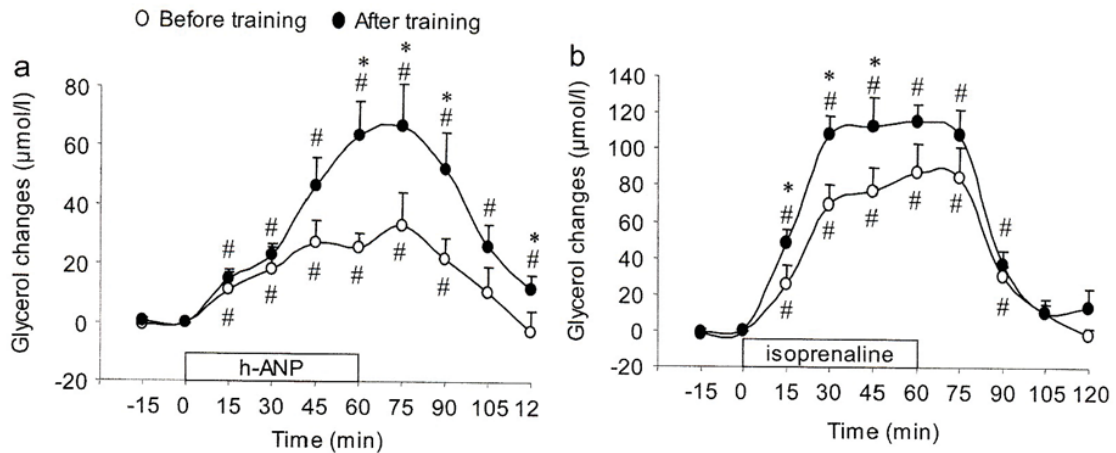 Before training After training
a
Glycerol changes (μmol/l)
80
60
40
20
0
-20
* * *
# # #
#
# #
# *
#
# # # # # #
h-ANP
-15 0 15 30 45 60 75 90 105 12
Time (min)
b
Glycerol changes (μmol/l)
140
120
100
80
60
40
20
0
-20
* *
# # # #
*
#
# # # #
#
# #
isoprenaline
-15 0 15 30 45 60 75 90 105 120
Time (min)